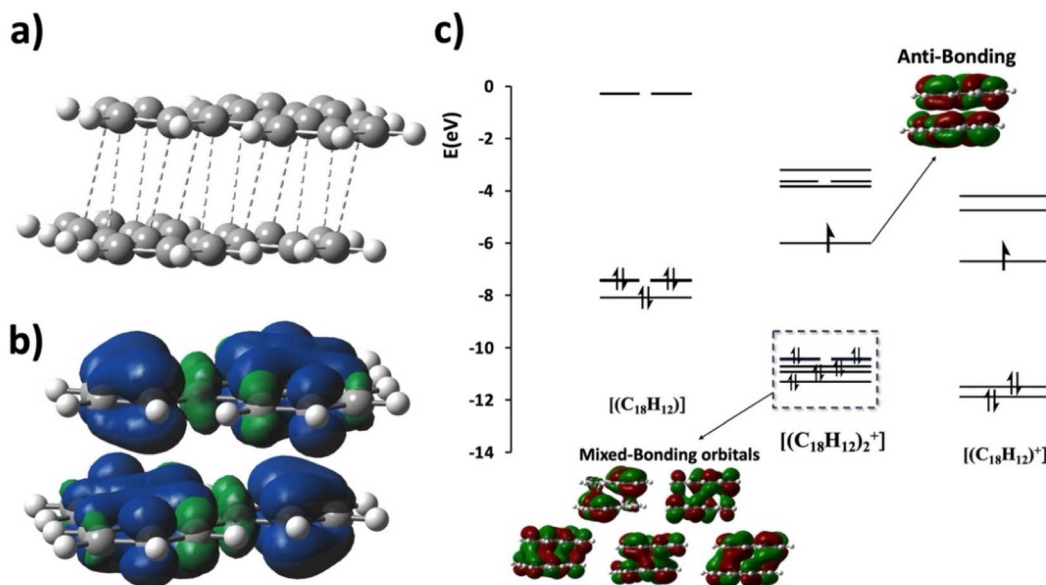 a)
b)
c)
Anti-Bonding
E(eV)
0
-2
-4
-6
-8
-10
-12
-14
[(C₁₈H₁₂)]
[(C₁₈H₁₂)₂⁺]
[(C₁₈H₁₂)⁺]
Mixed-Bonding orbitals